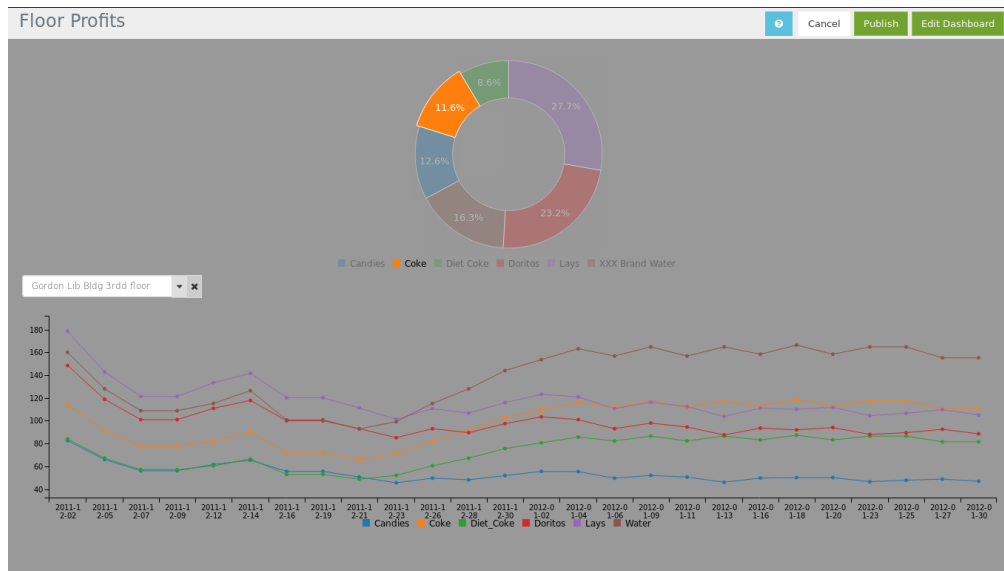 Floor Profits
? Cancel Publish Edit Dashboard
8.6%
27.7%
11.6%
12.6%
23.2%
16.3%
Candies Coke Diet Coke Doritos Lays XXX Brand Water
Gordon Lib Bldg 3rdd floor
180
160
140
120
100
80
60
40
2011-1 2011-1 2011-1 2011-1 2011-1 2011-1 2011-1 2011-1 2011-1 2011-1 2011-1 2011-1 2011-1 2012-0 2012-0 2012-0 2012-0 2012-0 2012-0 2012-0 2012-0 2012-0 2012-0 2012-0 2012-0 2012-0
2-02 2-05 2-07 2-09 2-12 2-14 2-16 2-19 2-21 2-23 2-26 2-28 2-30 1-02 1-04 1-06 1-09 1-11 1-13 1-16 1-18 1-20 1-23 1-25 1-27 1-30
Candies Coke Diet_Coke Doritos Lays Water